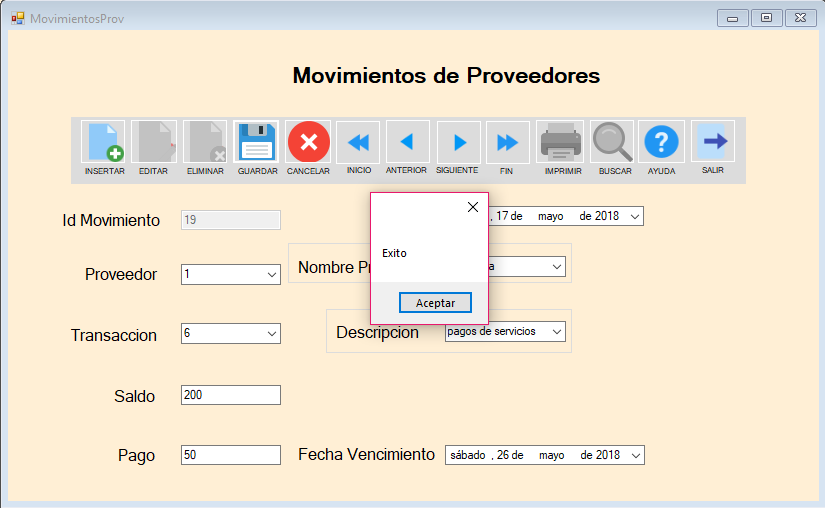 MovimientosProv
Movimientos de Proveedores
INSERTAR EDITAR ELIMINAR GUARDAR CANCELAR INICIO ANTERIOR SIGUIENTE FIN IMPRIMIR BUSCAR AYUDA SALIR
Id Movimiento 19 , 17 de mayo de 2018
Exito
Aceptar
Proveedor 1 Nombre Pr a
Transaccion 6 Descripcion pagos de servicios
Saldo 200
Pago 50 Fecha Vencimiento sábado , 26 de mayo de 2018